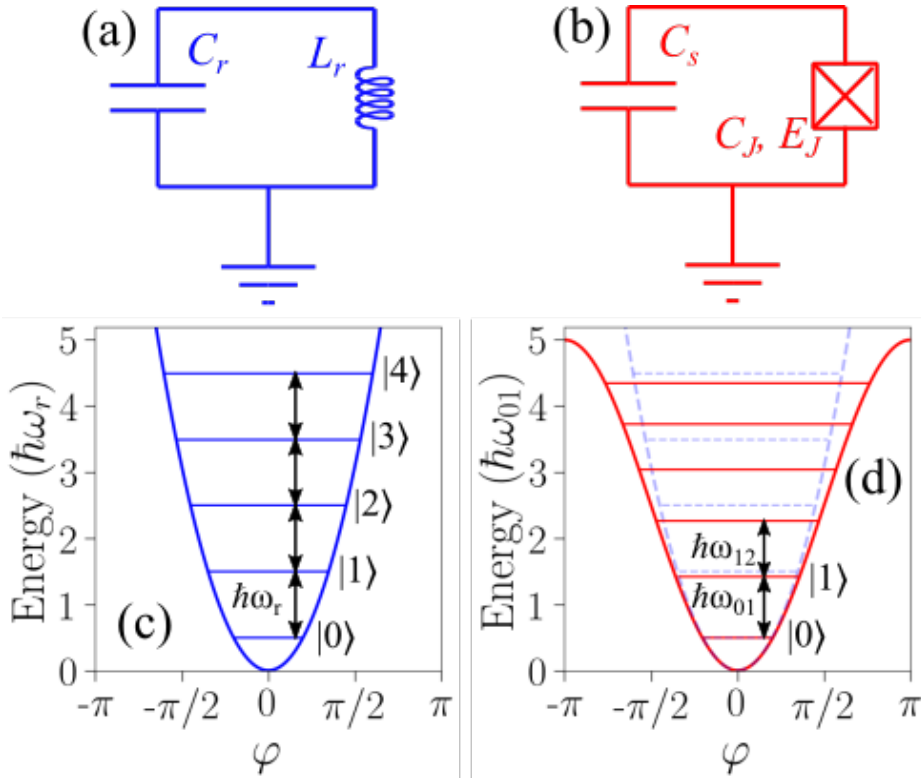 (a)
C_r
L_r
(b)
C_s
C_J, E_J
Energy (ħω_r)
5
4
3
2
1
0
|4⟩
|3⟩
|2⟩
|1⟩
|0⟩
ħω_r
(c)
-π
-π/2
0
π/2
π
φ
Energy (ħω_01)
5
4
3
2
1
0
(d)
ħω_12
ħω_01
|1⟩
|0⟩
-π
-π/2
0
π/2
π
φ